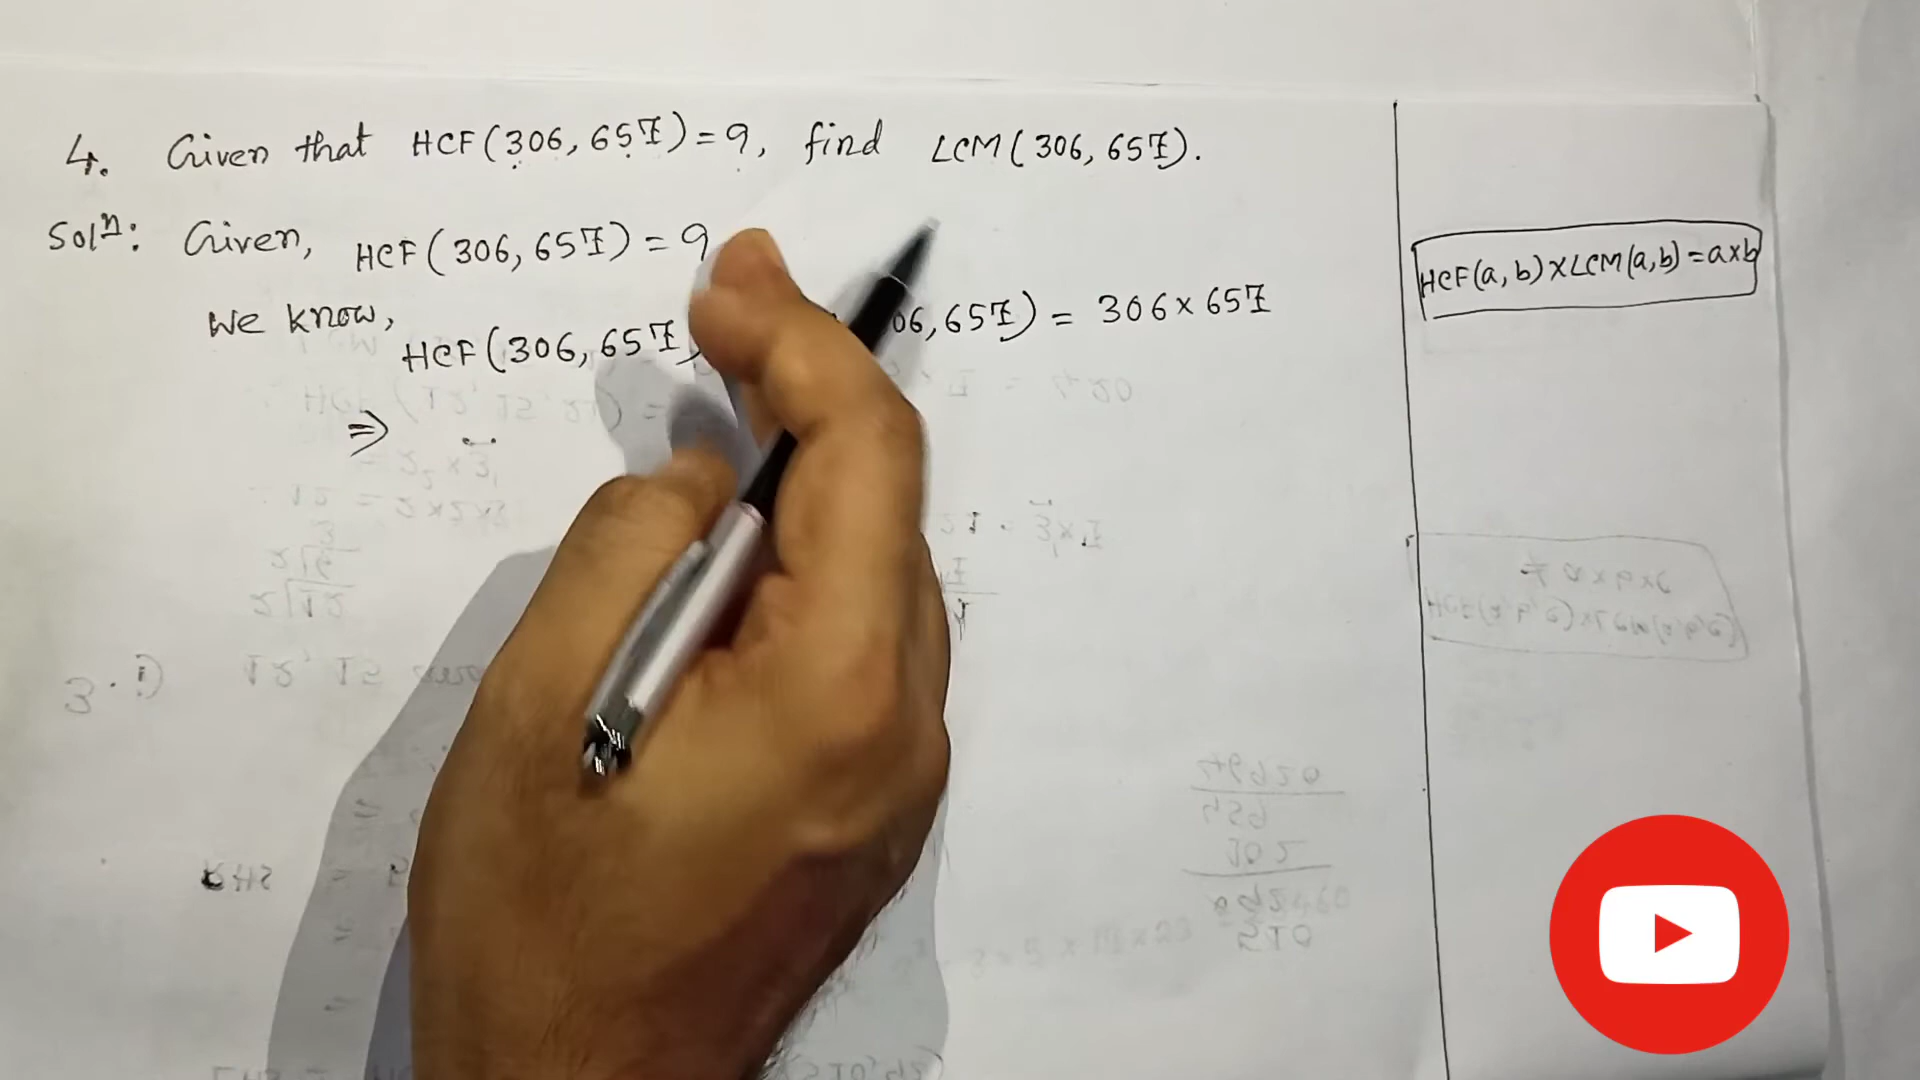 4. Given that HCF(306, 657) = 9, find LCM(306, 657).
Solⁿ: Given, HCF(306, 657) = 9
We know,
HCF(306, 657) 06, 657) = 306 × 657
⇒
HCF(a, b) × LCM(a, b) = a×b